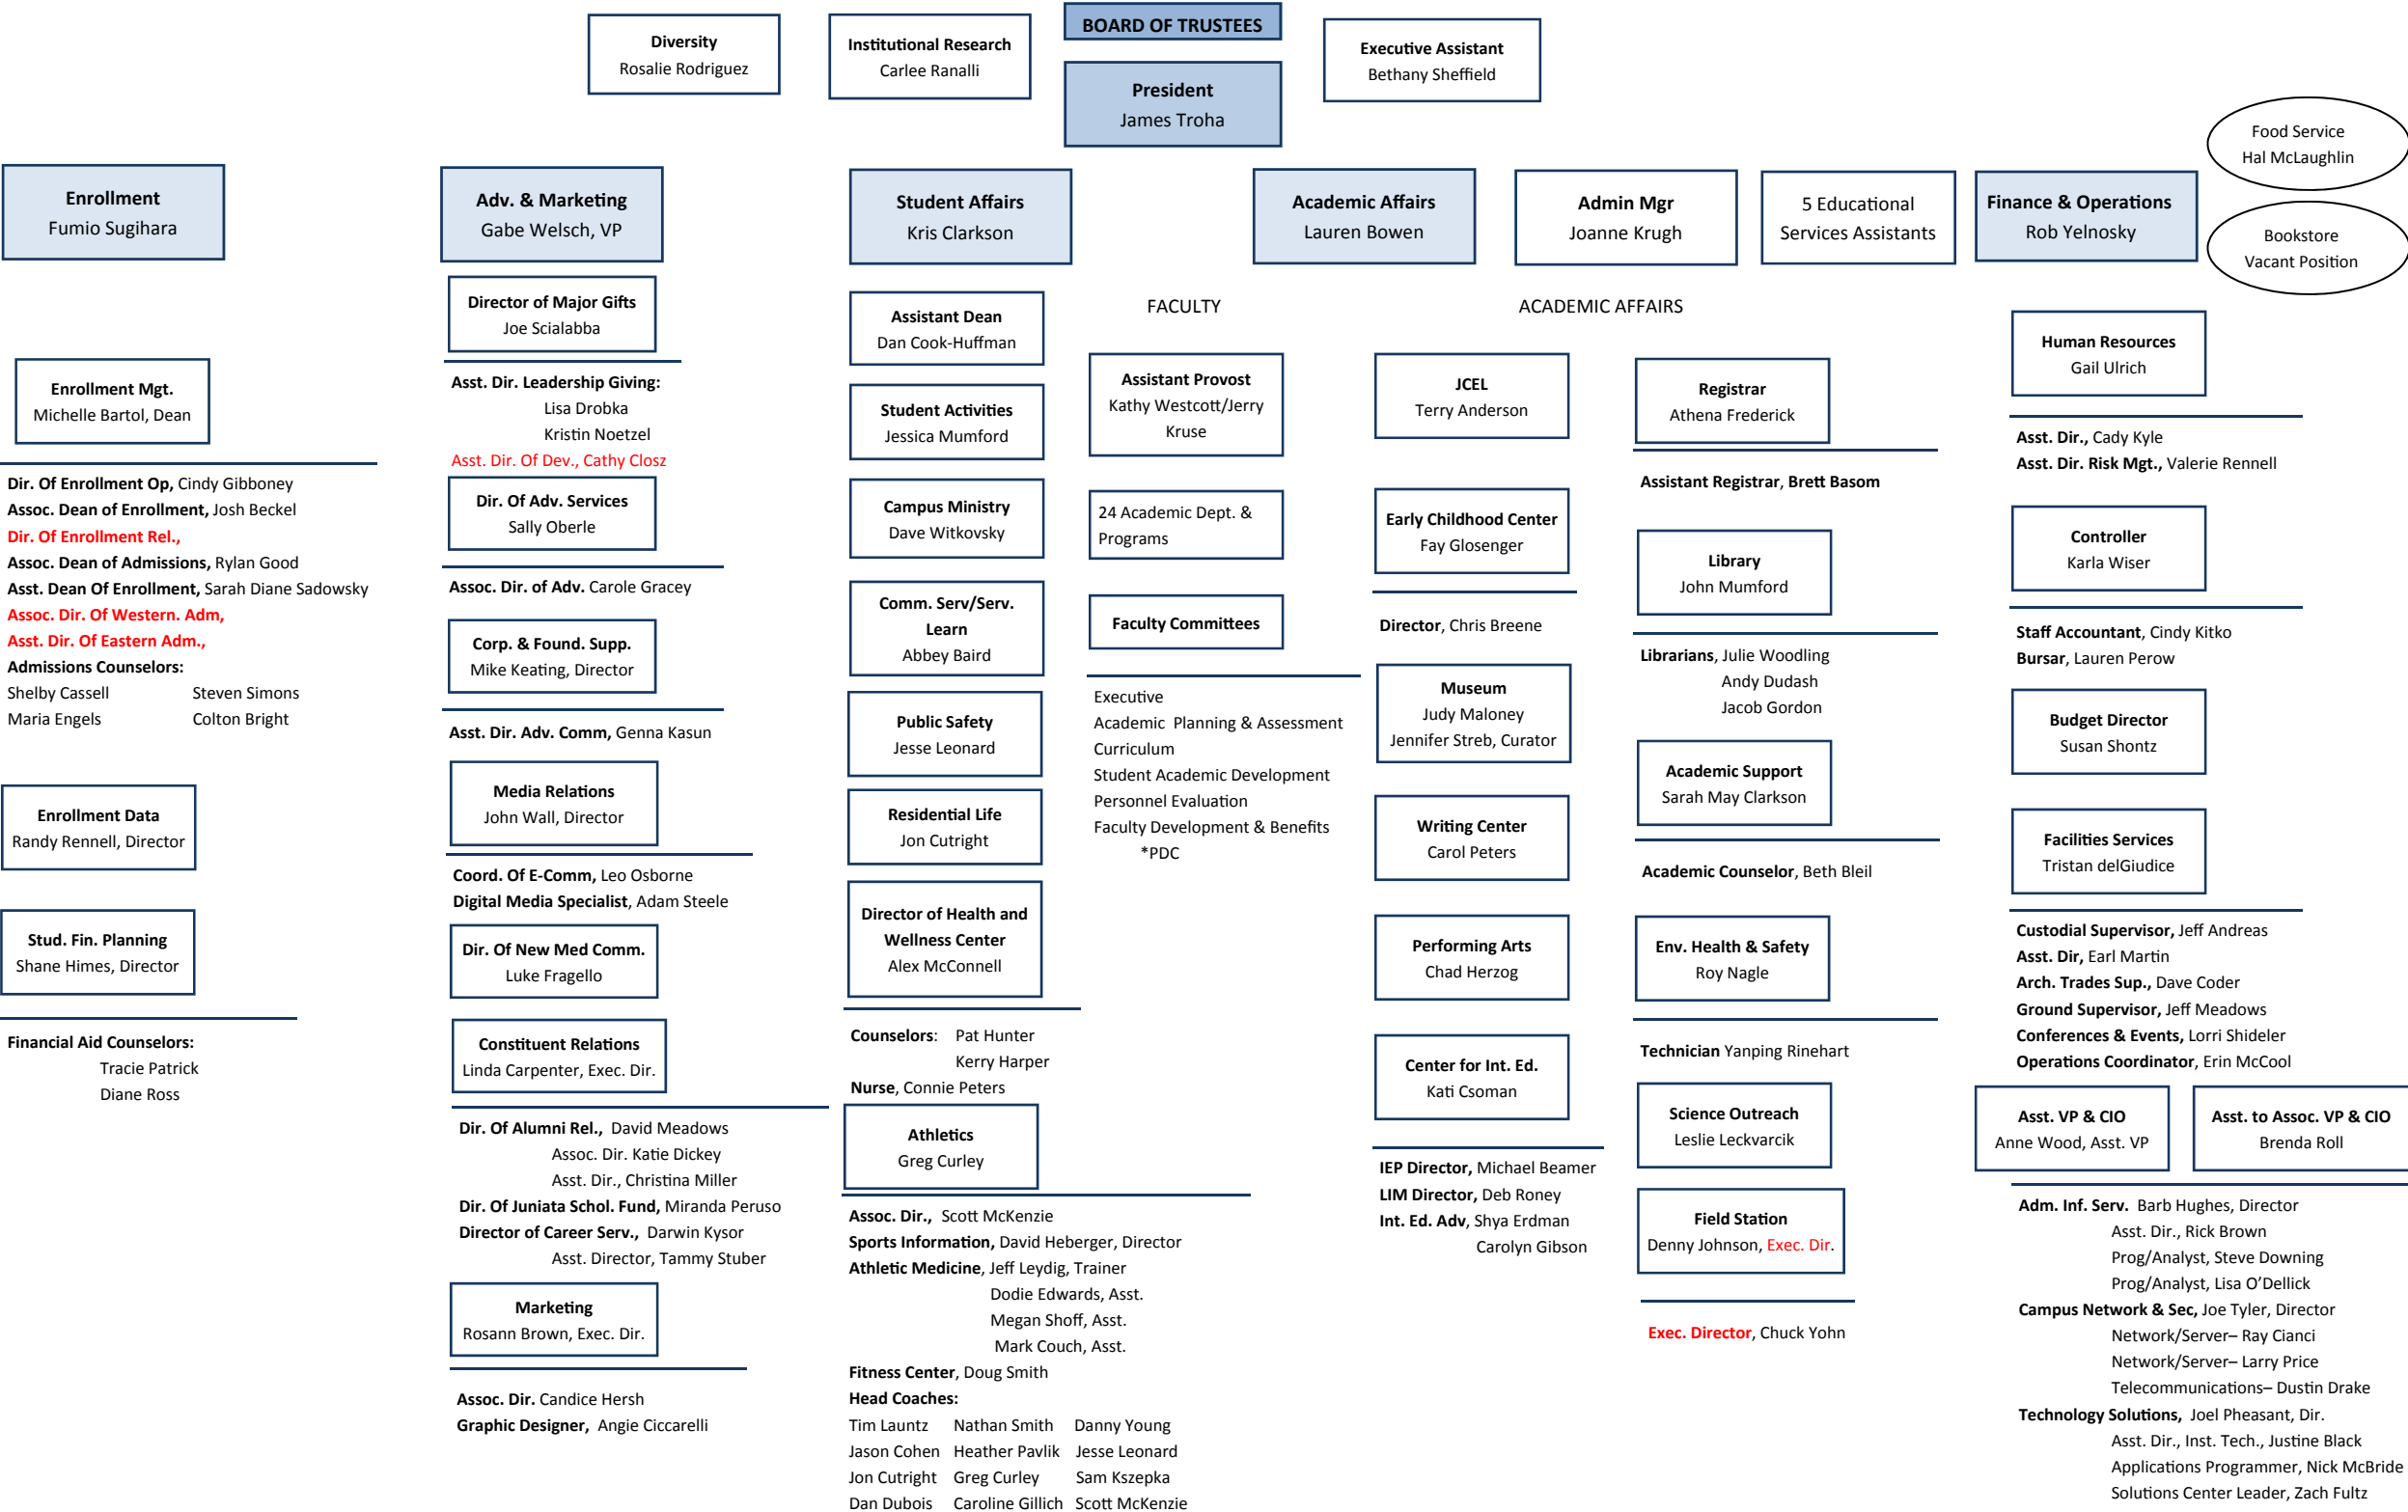 BOARD OF TRUSTEES
Diversity
Rosalie Rodriguez
Institutional Research
Carlee Ranalli
Executive Assistant
Bethany Sheffield
President
James Troha
Food Service
Hal McLaughlin
Bookstore
Vacant Position
Enrollment
Fumio Sugihara
Adv. & Marketing
Gabe Welsch, VP
Student Affairs
Kris Clarkson
Academic Affairs
Lauren Bowen
Admin Mgr
Joanne Krugh
5 Educational
Services Assistants
Finance & Operations
Rob Yelnosky
Enrollment Mgt.
Michelle Bartol, Dean
Dir. Of Enrollment Op, Cindy Gibboney
Assoc. Dean of Enrollment, Josh Beckel
Dir. Of Enrollment Rel.,
Assoc. Dean of Admissions, Rylan Good
Asst. Dean Of Enrollment, Sarah Diane Sadowsky
Assoc. Dir. Of Western. Adm,
Asst. Dir. Of Eastern Adm.,
Admissions Counselors:
Shelby Cassell Steven Simons
Maria Engels Colton Bright
Enrollment Data
Randy Rennell, Director
Stud. Fin. Planning
Shane Himes, Director
Financial Aid Counselors:
Tracie Patrick
Diane Ross
Director of Major Gifts
Joe Scialabba
Asst. Dir. Leadership Giving:
Lisa Drobka
Kristin Noetzel
Asst. Dir. Of Dev., Cathy Closz
Dir. Of Adv. Services
Sally Oberle
Assoc. Dir. of Adv. Carole Gracey
Corp. & Found. Supp.
Mike Keating, Director
Asst. Dir. Adv. Comm, Genna Kasun
Media Relations
John Wall, Director
Coord. Of E-Comm, Leo Osborne
Digital Media Specialist, Adam Steele
Dir. Of New Med Comm.
Luke Fragello
Constituent Relations
Linda Carpenter, Exec. Dir.
Dir. Of Alumni Rel., David Meadows
Assoc. Dir. Katie Dickey
Asst. Dir., Christina Miller
Dir. Of Juniata Schol. Fund, Miranda Peruso
Director of Career Serv., Darwin Kysor
Asst. Director, Tammy Stuber
Marketing
Rosann Brown, Exec. Dir.
Assoc. Dir. Candice Hersh
Graphic Designer, Angie Ciccarelli
Assistant Dean
Dan Cook-Huffman
Student Activities
Jessica Mumford
Campus Ministry
Dave Witkovsky
Comm. Serv/Serv.
Learn
Abbey Baird
Public Safety
Jesse Leonard
Residential Life
Jon Cutright
Director of Health and
Wellness Center
Alex McConnell
Counselors: Pat Hunter
Kerry Harper
Nurse, Connie Peters
Athletics
Greg Curley
Assoc. Dir., Scott McKenzie
Sports Information, David Heberger, Director
Athletic Medicine, Jeff Leydig, Trainer
Dodie Edwards, Asst.
Megan Shoff, Asst.
Mark Couch, Asst.
Fitness Center, Doug Smith
Head Coaches:
Tim Launtz Nathan Smith Danny Young
Jason Cohen Heather Pavlik Jesse Leonard
Jon Cutright Greg Curley Sam Kszepka
Dan Dubois Caroline Gillich Scott McKenzie
FACULTY
Assistant Provost
Kathy Westcott/Jerry
Kruse
24 Academic Dept. &
Programs
Faculty Committees
Executive
Academic Planning & Assessment
Curriculum
Student Academic Development
Personnel Evaluation
Faculty Development & Benefits
*PDC
ACADEMIC AFFAIRS
JCEL
Terry Anderson
Early Childhood Center
Fay Glosenger
Director, Chris Breene
Museum
Judy Maloney
Jennifer Streb, Curator
Writing Center
Carol Peters
Performing Arts
Chad Herzog
Center for Int. Ed.
Kati Csoman
IEP Director, Michael Beamer
LIM Director, Deb Roney
Int. Ed. Adv, Shya Erdman
Carolyn Gibson
Registrar
Athena Frederick
Assistant Registrar, Brett Basom
Library
John Mumford
Librarians, Julie Woodling
Andy Dudash
Jacob Gordon
Academic Support
Sarah May Clarkson
Academic Counselor, Beth Bleil
Env. Health & Safety
Roy Nagle
Technician Yanping Rinehart
Science Outreach
Leslie Leckvarcik
Field Station
Denny Johnson, Exec. Dir.
Exec. Director, Chuck Yohn
Human Resources
Gail Ulrich
Asst. Dir., Cady Kyle
Asst. Dir. Risk Mgt., Valerie Rennell
Controller
Karla Wiser
Staff Accountant, Cindy Kitko
Bursar, Lauren Perow
Budget Director
Susan Shontz
Facilities Services
Tristan delGiudice
Custodial Supervisor, Jeff Andreas
Asst. Dir, Earl Martin
Arch. Trades Sup., Dave Coder
Ground Supervisor, Jeff Meadows
Conferences & Events, Lorri Shideler
Operations Coordinator, Erin McCool
Asst. VP & CIO
Anne Wood, Asst. VP
Asst. to Assoc. VP & CIO
Brenda Roll
Adm. Inf. Serv. Barb Hughes, Director
Asst. Dir., Rick Brown
Prog/Analyst, Steve Downing
Prog/Analyst, Lisa O’Dellick
Campus Network & Sec, Joe Tyler, Director
Network/Server– Ray Cianci
Network/Server– Larry Price
Telecommunications– Dustin Drake
Technology Solutions, Joel Pheasant, Dir.
Asst. Dir., Inst. Tech., Justine Black
Applications Programmer, Nick McBride
Solutions Center Leader, Zach Fultz